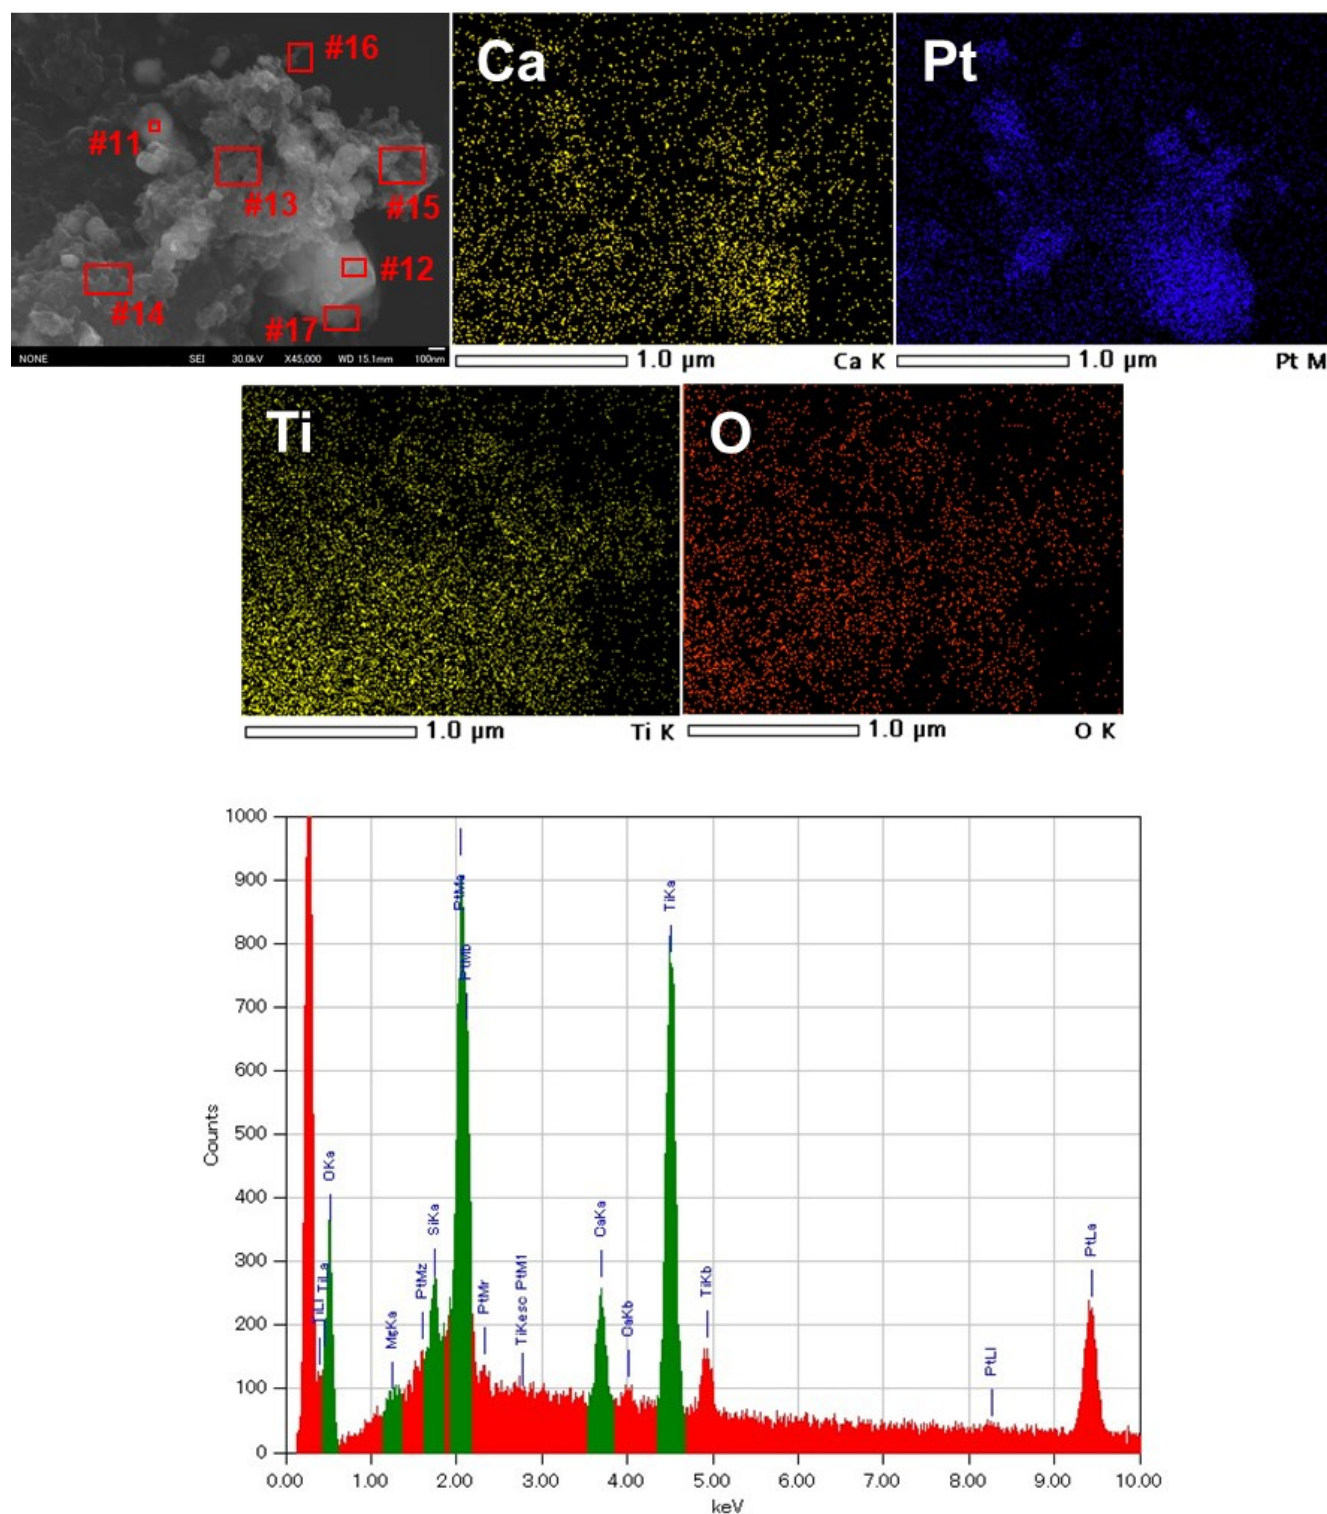 #16
#11
#13
#15
#12
#14
#17
NONE SEI 30.0kV X45,000 WD 15.1mm 100nm
Ca
1.0 µm Ca K
Pt
1.0 µm Pt M
Ti
1.0 µm Ti K
O
1.0 µm O K
1000
900
800
700
600
500
400
300
200
100
0
Counts
TiLl
TiLa
OKa
MgKa
PtMz
SiKa
PtMa
PtMb
PtMr
TiKesc PtM1
CaKa
CaKb
TiKa
TiKb
PtLl
PtLa
0.00 1.00 2.00 3.00 4.00 5.00 6.00 7.00 8.00 9.00 10.00
keV